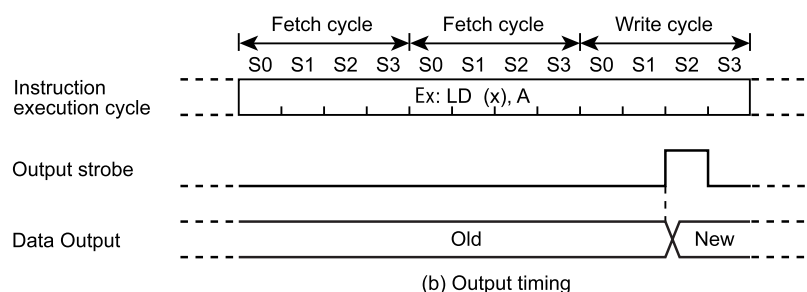 Fetch cycle Fetch cycle Write cycle
S0 S1 S2 S3 S0 S1 S2 S3 S0 S1 S2 S3
Instruction
execution cycle
Ex: LD (x), A
Output strobe
Data Output
Old
New
(b) Output timing